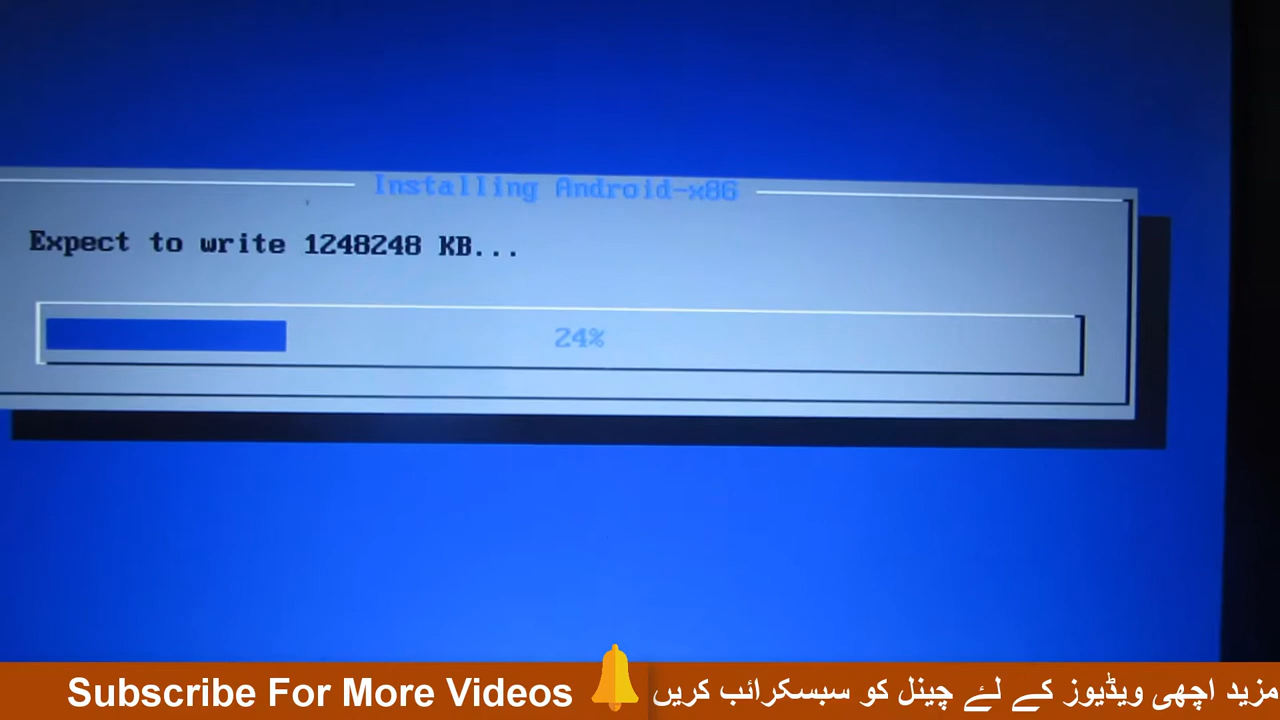 Installing Android-x86
Expect to write 1248248 KB...
24%
Subscribe For More Videos
مزید اچھی ویڈیوز کے لئے چینل کو سبسکرائب کریں